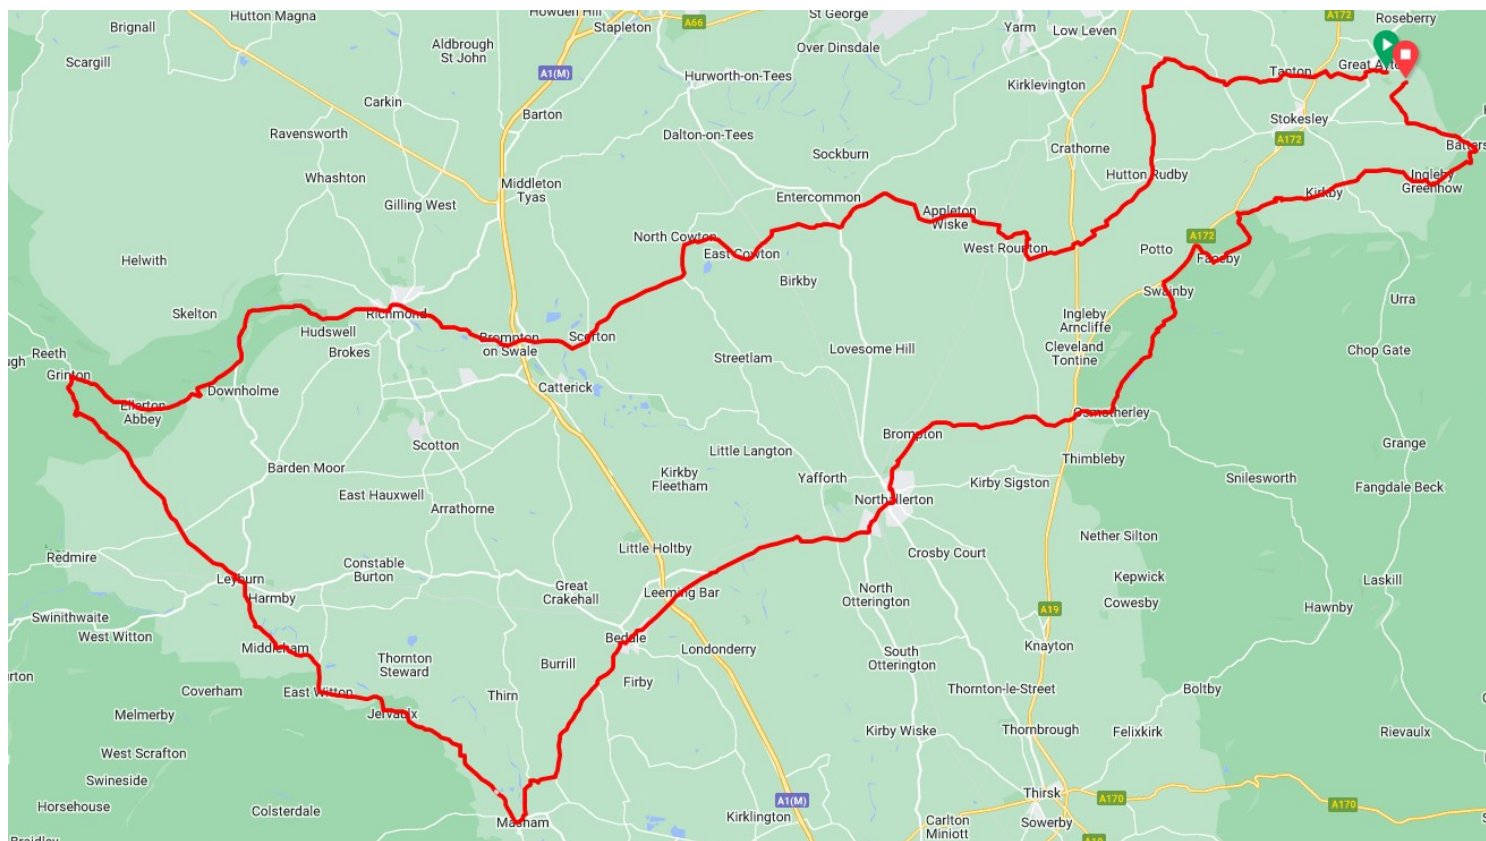 Howden Hill
St George
A172
Roseberry
Brignall
Hutton Magna
Stapleton
A66
Yarm
Low Leven
Aldbrough
St John
Over Dinsdale
Scargill
A1(M)
Hurworth-on-Tees
Kirklevington
Tanton
Great Ayton
Carkin
Barton
Stokesley
Ravensworth
Dalton-on-Tees
A172
Crathorne
Sockburn
Batters
Whashton
Middleton
Tyas
Hutton Rudby
Ingleby
Greenhow
Gilling West
Entercommon
Appleton
Wiske
Kirkby
North Cowton
A172
East Cowton
West Rounton
Potto
Faceby
Helwith
Birkby
Swainby
Urra
Skelton
Richmond
Ingleby
Arncliffe
Hudswell
Brompton
on Swale
Scorton
Reeth
Brokes
Streetlam
Lovesome Hill
Cleveland
Tontine
Chop Gate
gh
Grinton
Downholme
Catterick
Ellerton
Abbey
Osmotherley
Scotton
Brompton
Grange
Little Langton
Thimbleby
Barden Moor
Kirkby
Fleetham
Yafforth
Kirby Sigston
Snilesworth
East Hauxwell
Northallerton
Fangdale Beck
Arrathorne
Nether Silton
Redmire
Little Holtby
Crosby Court
Constable
Burton
Leyburn
Great
Crakehall
Leeming Bar
North
Otterington
Kepwick
Laskill
Harmby
A19
Cowesby
Hawnby
Swinithwaite
West Witton
Bedale
Middleham
Londonderry
Knayton
Thornton
Steward
Burrill
South
Otterington
rton
Coverham
East Witton
Firby
Thirn
Thornton-le-Street
Boltby
Melmerby
Jervaulx
Kirby Wiske
Thornbrough
Felixkirk
Rievaulx
West Scrafton
Swineside
Horsehouse
Colsterdale
A1(M)
Thirsk
A170
A170
Masham
Kirklington
Carlton
Miniott
Sowerby
Braidley
A19